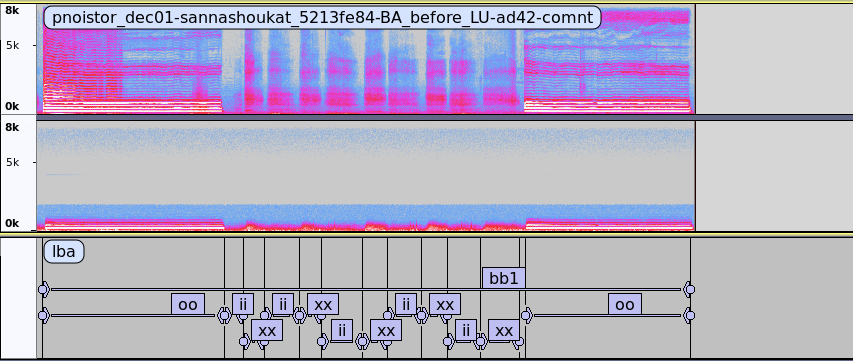 8k
pnoistor_dec01-sannashoukat_5213fe84-BA_before_LU-ad42-comnt
5k
0k
8k
5k
0k
lba
bb1
oo ii ii xx ii xx oo
xx ii xx ii xx